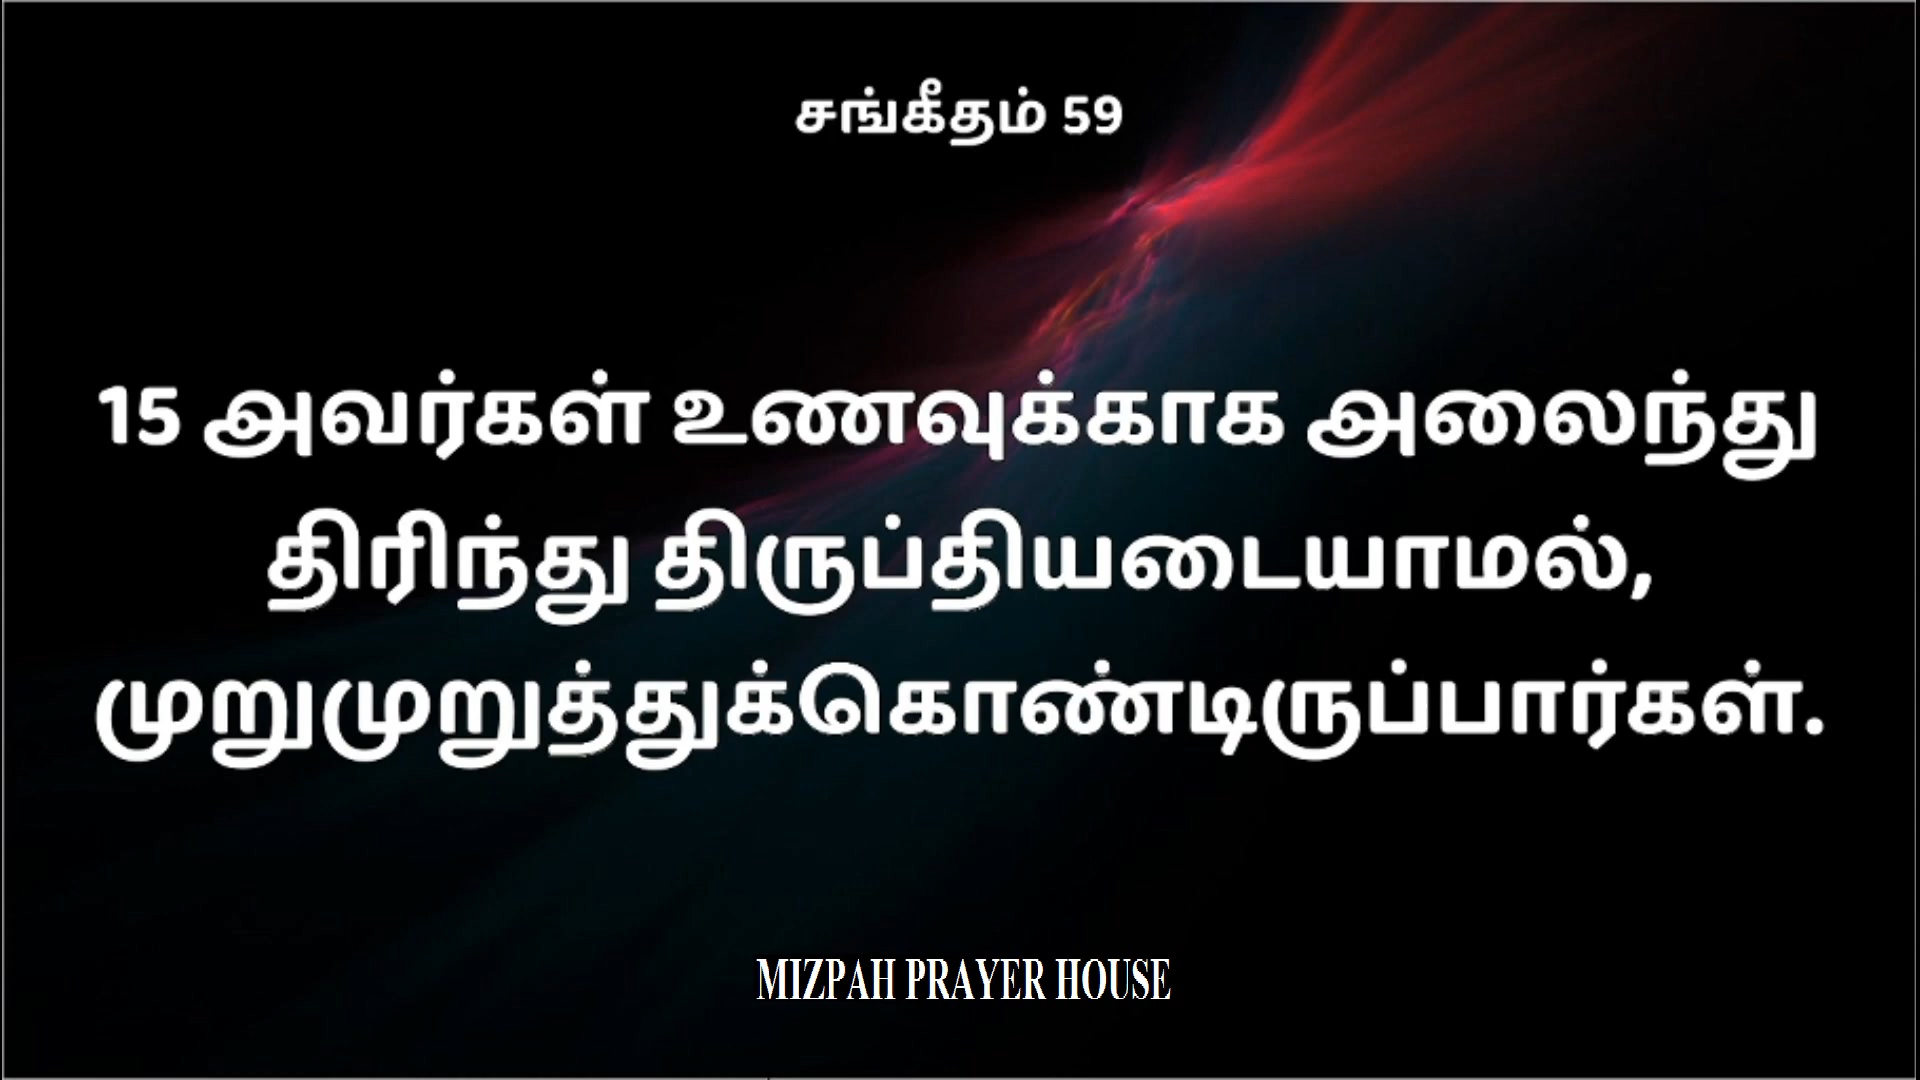 சங்கீதம் 59
15 அவர்கள் உணவுக்காக அலைந்து
திரிந்து திருப்தியடையாமல்,
முறுமுறுத்துக்கொண்டிருப்பார்கள்.
MIZPAH PRAYER HOUSE